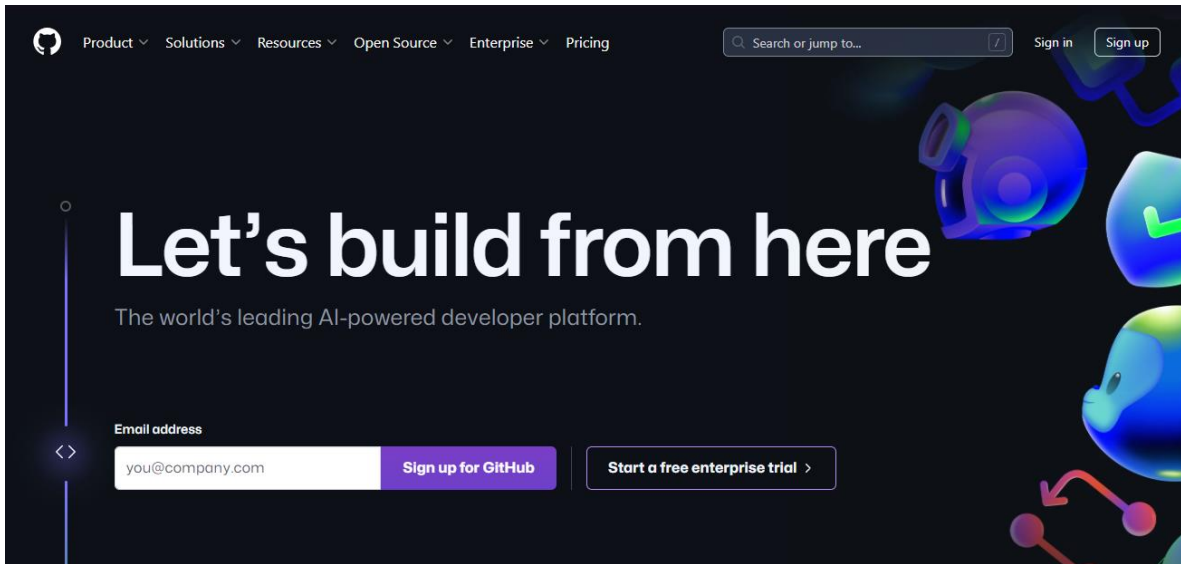 Product Solutions Resources Open Source Enterprise Pricing Search or jump to... / Sign in Sign up
Let’s build from here
The world’s leading AI-powered developer platform.
Email address
you@company.com Sign up for GitHub Start a free enterprise trial